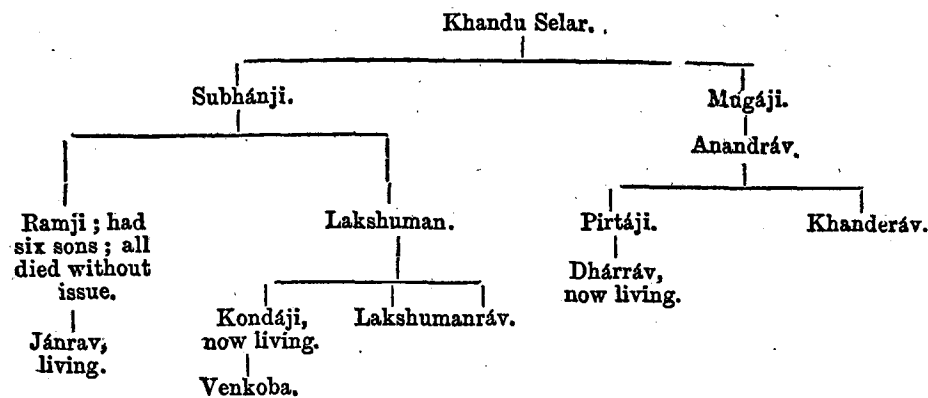 Khandu Selar.
Subhánji.
Múgáji.
Anandráv.
Ramji ; had
six sons ; all
died without
issue.
Lakshuman.
Pirtáji.
Khanderáv.
Dhárráv,
now living.
Jánrav,
living.
Kondáji,
now living.
Lakshumanráv.
Venkoba.